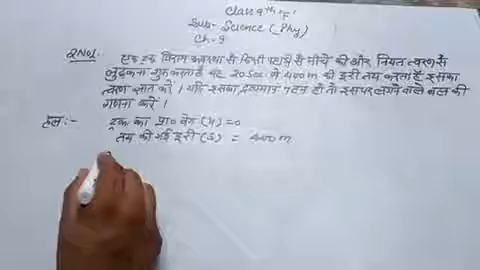 Class 9th 'F'
Sub- Science (Phy)
Ch-9
Q No1- एक ट्रक विराम अवस्था से किसी पहाड़ी से नीचे की ओर नियत त्वरण से
लुढ़कना शुरू करता है वह 20 Sec में 400m की दूरी तय करता है इसका
त्वरण ज्ञात करें । यदि इसका द्रव्यमान 7 टन हो तो इस पर लगने वाले बल की
गणना करें ।
हल:- ट्रक का प्रा० वेग (u) = 0
तय की गई दूरी (S) = 400 m